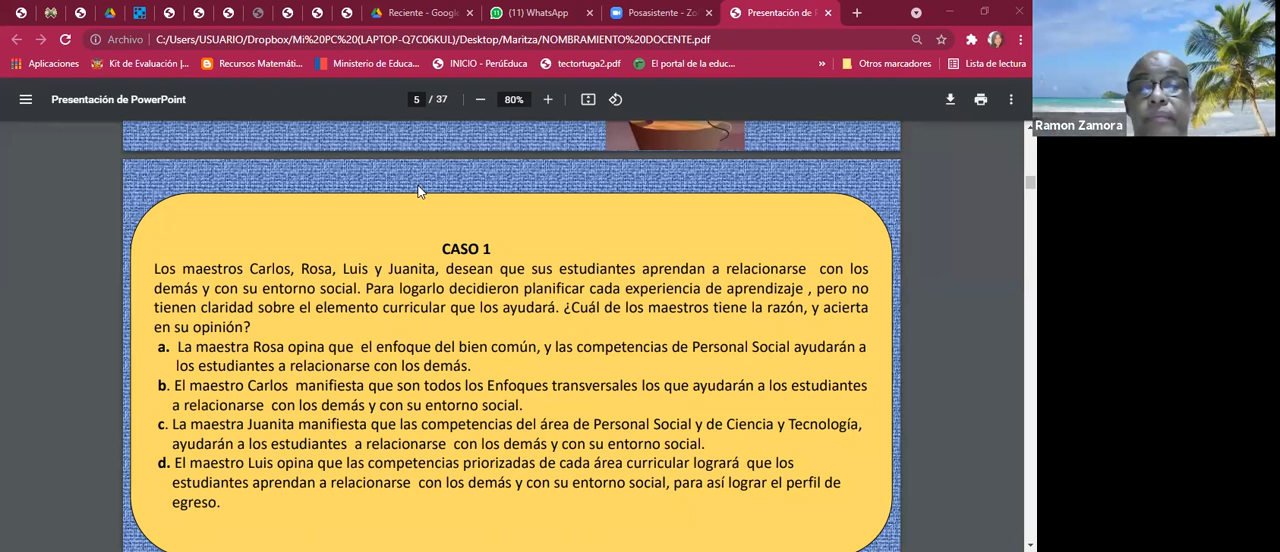 Reciente - Google
(11) WhatsApp
Posasistente - Zo
Presentación de P
Archivo
C:/Users/USUARIO/Dropbox/Mi%20PC%20(LAPTOP-Q7C06KUL)/Desktop/Maritza/NOMBRAMIENTO%20DOCENTE.pdf
Aplicaciones
Kit de Evaluación |...
Recursos Matemáti...
Ministerio de Educa...
INICIO - PerúEduca
tectortuga2.pdf
El portal de la educ...
»
Otros marcadores
Lista de lectura
Presentación de PowerPoint
5 / 37
80%
Ramon Zamora
CASO 1
Los maestros Carlos, Rosa, Luis y Juanita, desean que sus estudiantes aprendan a relacionarse con los
demás y con su entorno social. Para logarlo decidieron planificar cada experiencia de aprendizaje , pero no
tienen claridad sobre el elemento curricular que los ayudará. ¿Cuál de los maestros tiene la razón, y acierta
en su opinión?
a. La maestra Rosa opina que el enfoque del bien común, y las competencias de Personal Social ayudarán a
los estudiantes a relacionarse con los demás.
b. El maestro Carlos manifiesta que son todos los Enfoques transversales los que ayudarán a los estudiantes
a relacionarse con los demás y con su entorno social.
c. La maestra Juanita manifiesta que las competencias del área de Personal Social y de Ciencia y Tecnología,
ayudarán a los estudiantes a relacionarse con los demás y con su entorno social.
d. El maestro Luis opina que las competencias priorizadas de cada área curricular logrará que los
estudiantes aprendan a relacionarse con los demás y con su entorno social, para así lograr el perfil de
egreso.